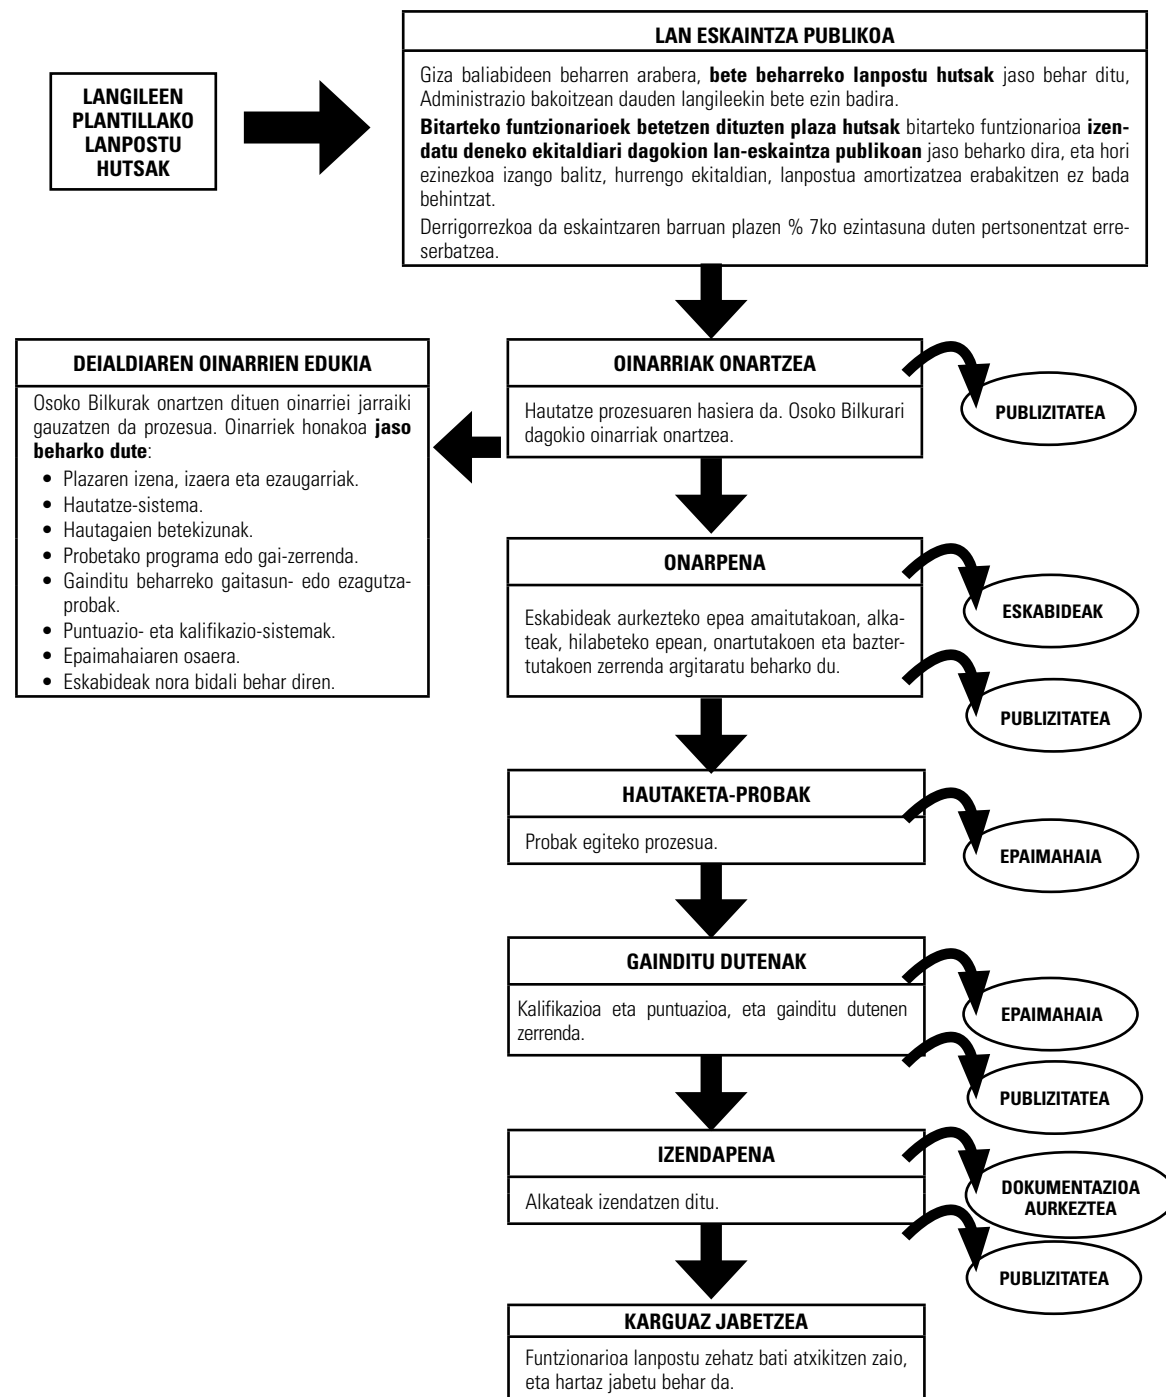 LANGILEEN
PLANTILLAKO
LANPOSTU
HUTSAK
LAN ESKAINTZA PUBLIKOA
Giza baliabideen beharren arabera, bete beharreko lanpostu hutsak jaso behar ditu,
Administrazio bakoitzean dauden langileekin bete ezin badira.
Bitarteko funtzionarioek betetzen dituzten plaza hutsak bitarteko funtzionarioa izen-
datu deneko ekitaldiari dagokion lan-eskaintza publikoan jaso beharko dira, eta hori
ezinezkoa izango balitz, hurrengo ekitaldian, lanpostua amortizatzea erabakitzen ez bada
behintzat.
Derrigorrezkoa da eskaintzaren barruan plazen % 7ko ezintasuna duten pertsonentzat erre-
serbatzea.
DEIALDIAREN OINARRIEN EDUKIA
Osoko Bilkurak onartzen dituen oinarriei jarraiki
gauzatzen da prozesua. Oinarriek honakoa jaso
beharko dute:
• Plazaren izena, izaera eta ezaugarriak.
• Hautatze-sistema.
• Hautagaien betekizunak.
• Probetako programa edo gai-zerrenda.
• Gainditu beharreko gaitasun- edo ezagutza-
probak.
• Puntuazio- eta kalifikazio-sistemak.
• Epaimahaiaren osaera.
• Eskabideak nora bidali behar diren.
OINARRIAK ONARTZEA
Hautatze prozesuaren hasiera da. Osoko Bilkurari
dagokio oinarriak onartzea.
PUBLIZITATEA
ONARPENA
Eskabideak aurkezteko epea amaitutakoan, alka-
teak, hilabeteko epean, onartutakoen eta bazter-
tutakoen zerrenda argitaratu beharko du.
ESKABIDEAK
PUBLIZITATEA
HAUTAKETA-PROBAK
Probak egiteko prozesua.
EPAIMAHAIA
GAINDITU DUTENAK
Kalifikazioa eta puntuazioa, eta gainditu dutenen
zerrenda.
EPAIMAHAIA
PUBLIZITATEA
IZENDAPENA
Alkateak izendatzen ditu.
DOKUMENTAZIOA
AURKEZTEA
PUBLIZITATEA
KARGUAZ JABETZEA
Funtzionarioa lanpostu zehatz bati atxikitzen zaio,
eta hartaz jabetu behar da.